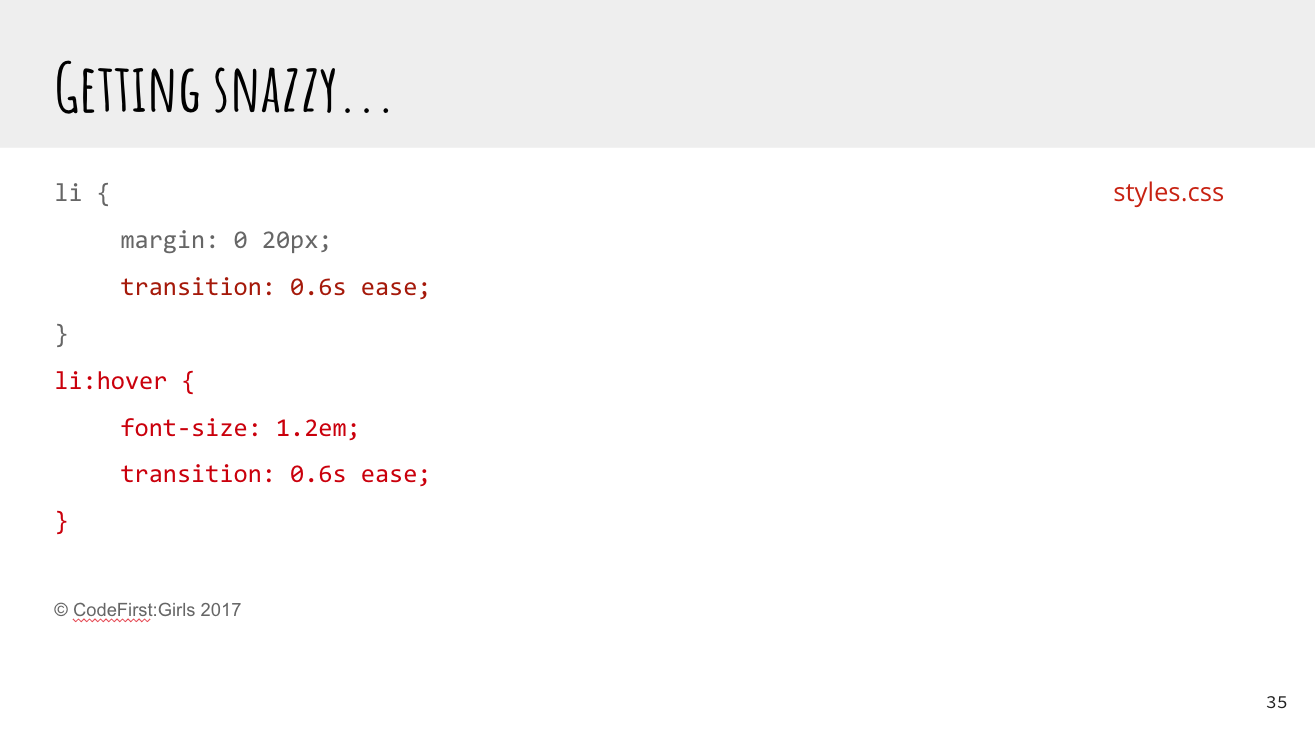 Getting snazzy...
li {
styles.css
margin: 0 20px;
transition: 0.6s ease;
}
li:hover {
font-size: 1.2em;
transition: 0.6s ease;
}
© CodeFirst:Girls 2017
35